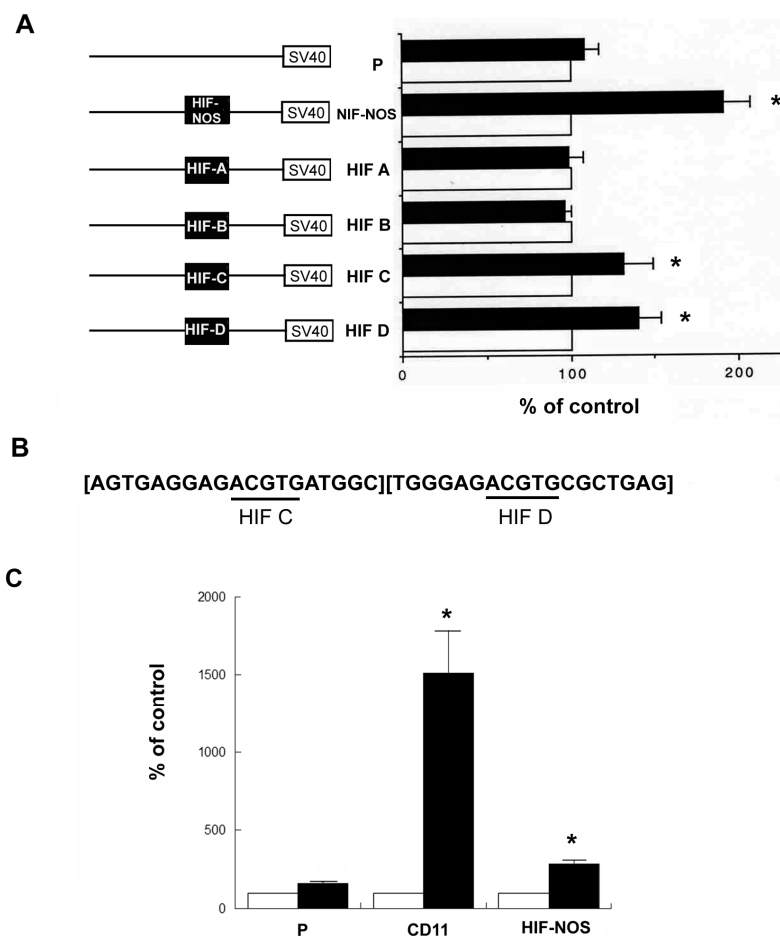 A
SV40
P
HIF-
NOS
SV40
NIF-NOS
*
HIF-A
SV40
HIF A
HIF-B
SV40
HIF B
HIF-C
SV40
HIF C
*
HIF-D
SV40
HIF D
*
0 100 200
% of control
B
[AGTGAGGAGACGTGATGGC][TGGGAGACGTGCGCTGAG]
HIF C HIF D
C
% of control
2000
1500
1000
500
0
*
*
P CD11 HIF-NOS